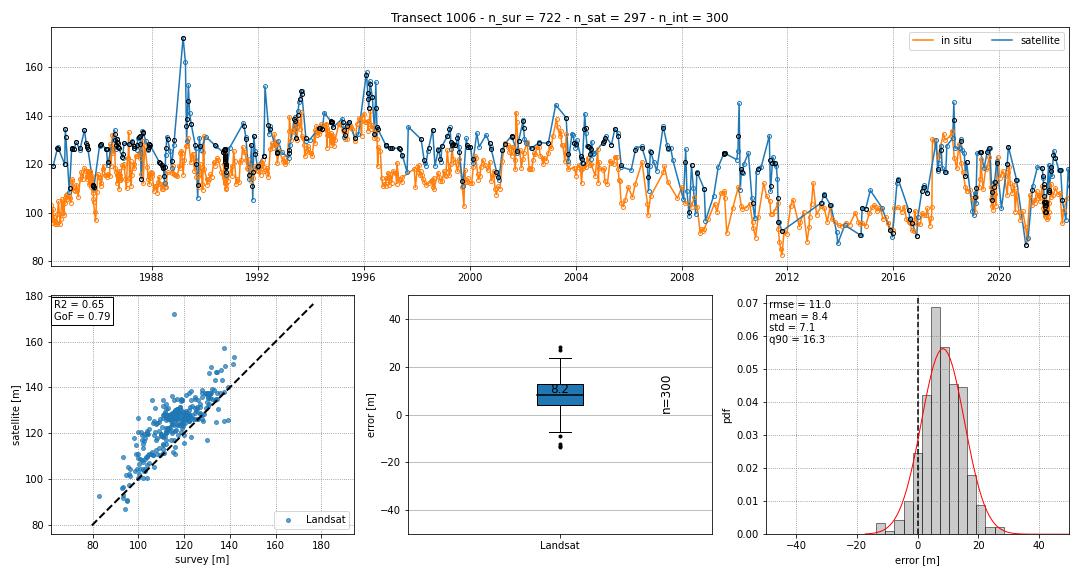 Transect 1006 - n_sur = 722 - n_sat = 297 - n_int = 300
in situ
satellite
160
140
120
100
80
1988
1992
1996
2000
2004
2008
2012
2016
2020
R2 = 0.65
GoF = 0.79
180
160
140
120
100
80
satellite [m]
Landsat
80
100
120
140
160
180
survey [m]
40
20
0
−20
−40
error [m]
8.2
n=300
Landsat
rmse = 11.0
mean = 8.4
std = 7.1
q90 = 16.3
0.07
0.06
0.05
0.04
0.03
0.02
0.01
0.00
pdf
−40
−20
0
20
40
error [m]